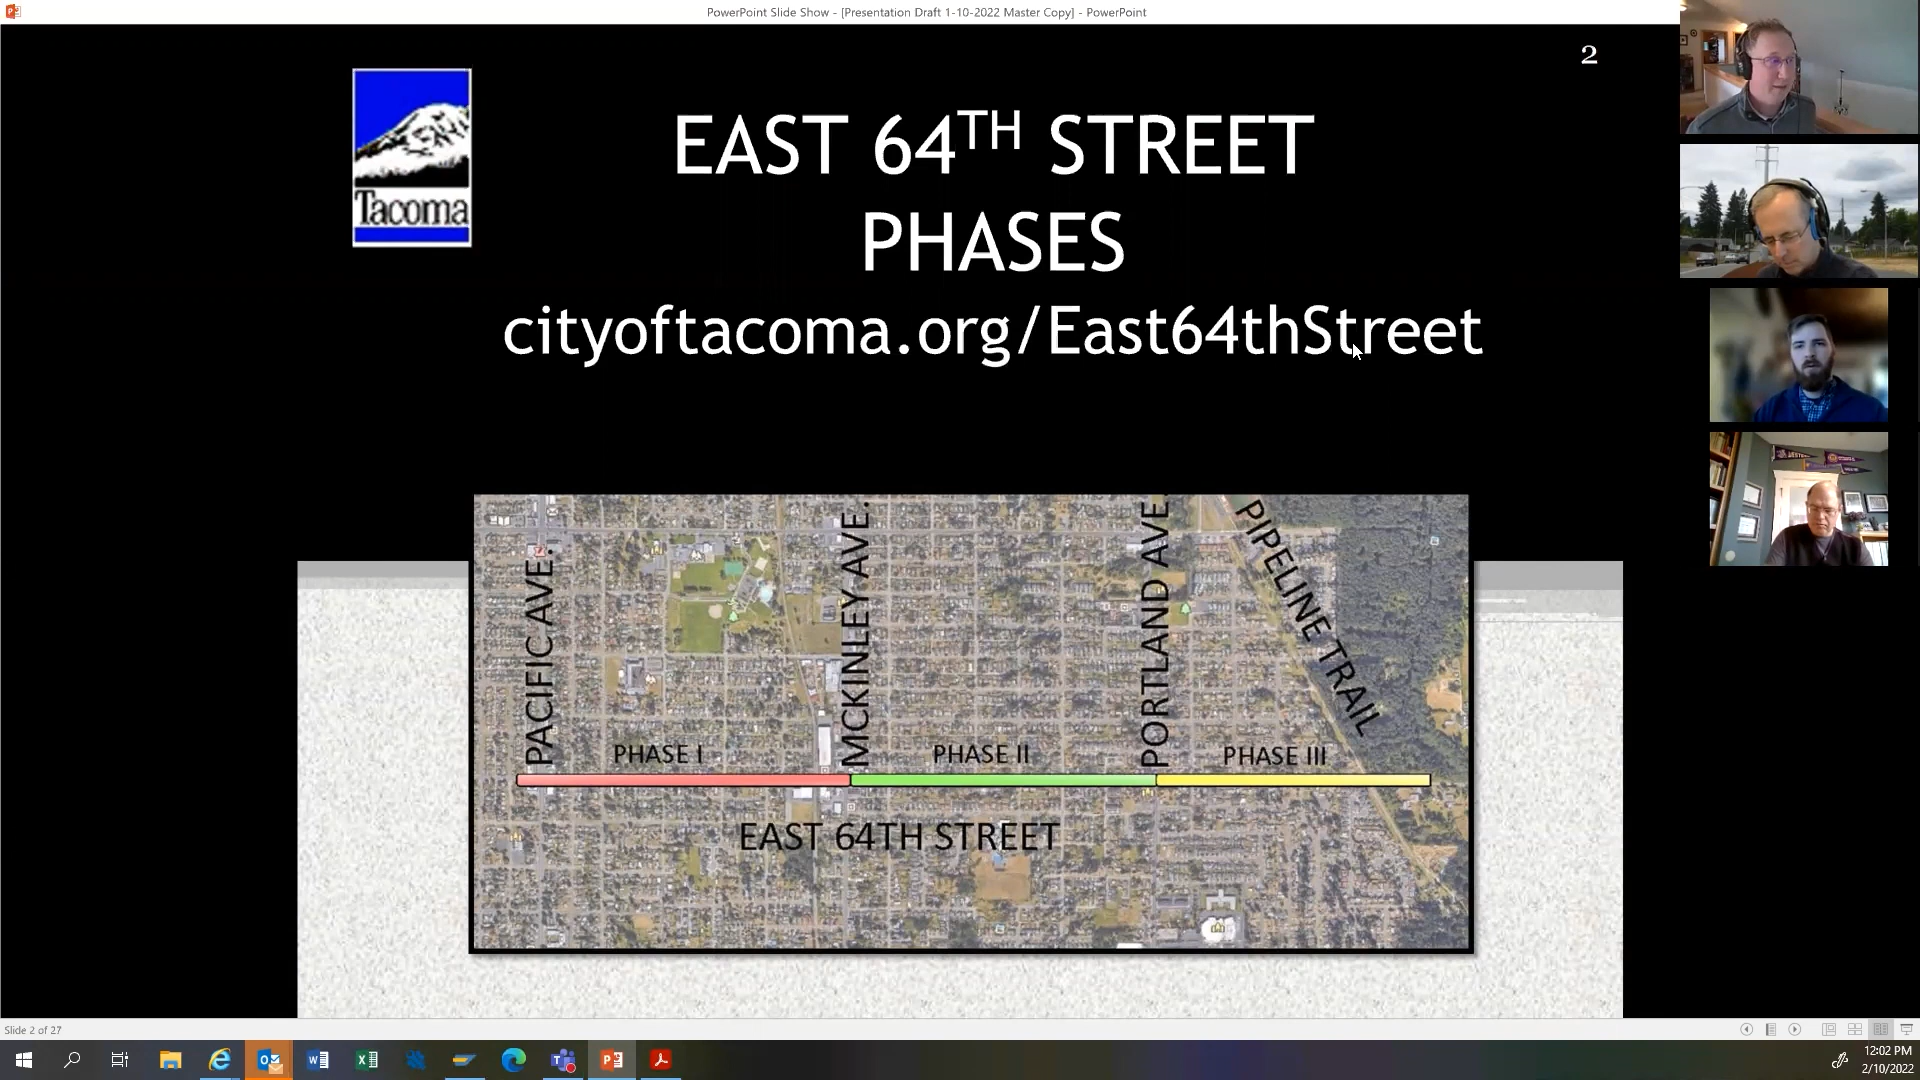 PowerPoint Slide Show - [Presentation Draft 1-10-2022 Master Copy] - PowerPoint
2
Tacoma
EAST 64TH STREET
PHASES
cityoftacoma.org/East64thStreet
PACIFIC AVE.
MCKINLEY AVE.
PORTLAND AVE
PIPELINE TRAIL
PHASE I
PHASE II
PHASE III
EAST 64TH STREET
Slide 2 of 27
12:02 PM
2/10/2022